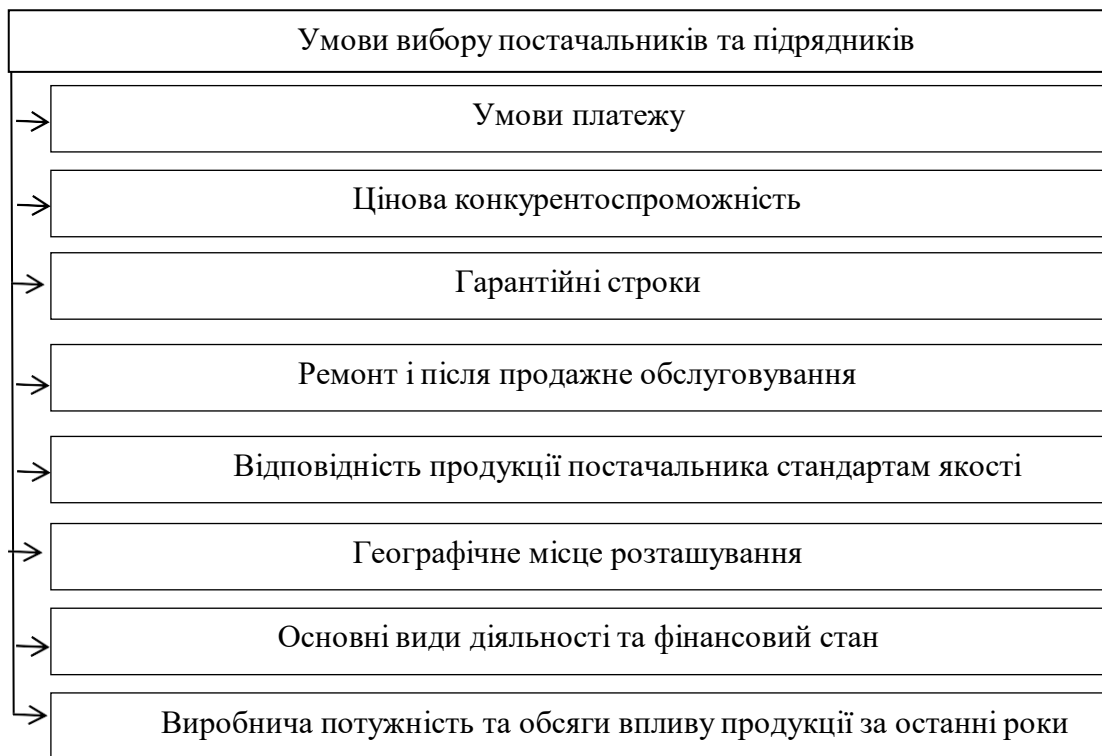 Умови вибору постачальників та підрядників
Умови платежу
Цінова конкурентоспроможність
Гарантійні строки
Ремонт і після продажне обслуговування
Відповідність продукції постачальника стандартам якості
Географічне місце розташування
Основні види діяльності та фінансовий стан
Виробнича потужність та обсяги впливу продукції за останні роки